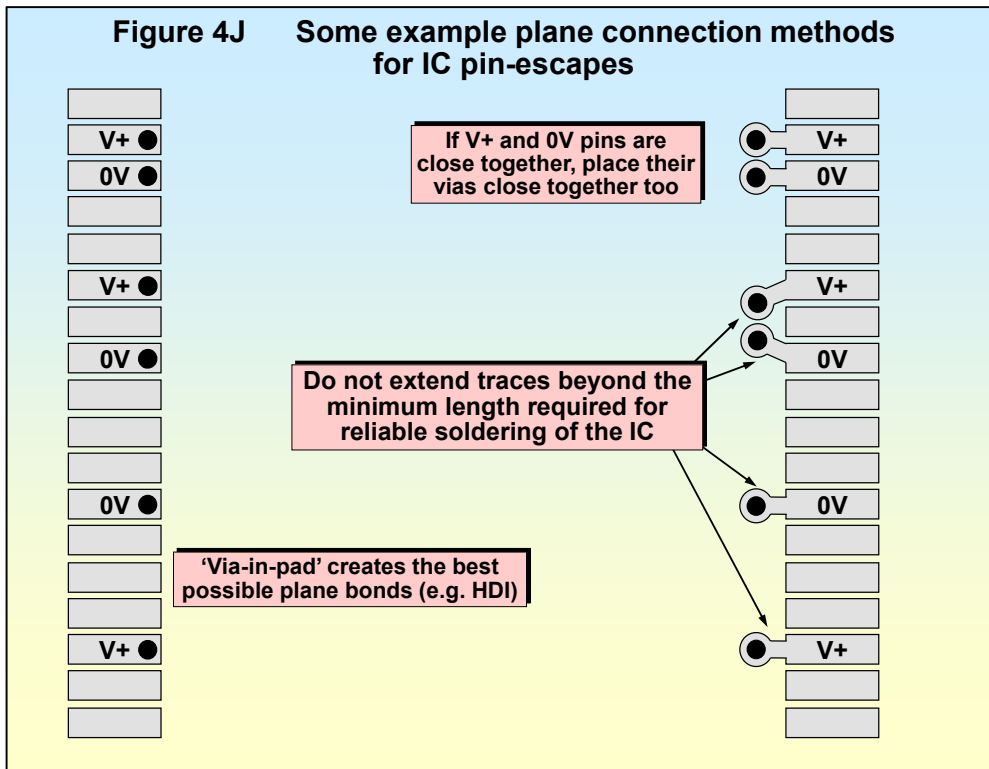 Figure 4J Some example plane connection methods
for IC pin-escapes
V+
0V
V+
0V
0V
V+
'Via-in-pad' creates the best
possible plane bonds (e.g. HDI)
If V+ and 0V pins are
close together, place their
vias close together too
Do not extend traces beyond the
minimum length required for
reliable soldering of the IC
V+
0V
V+
0V
0V
V+